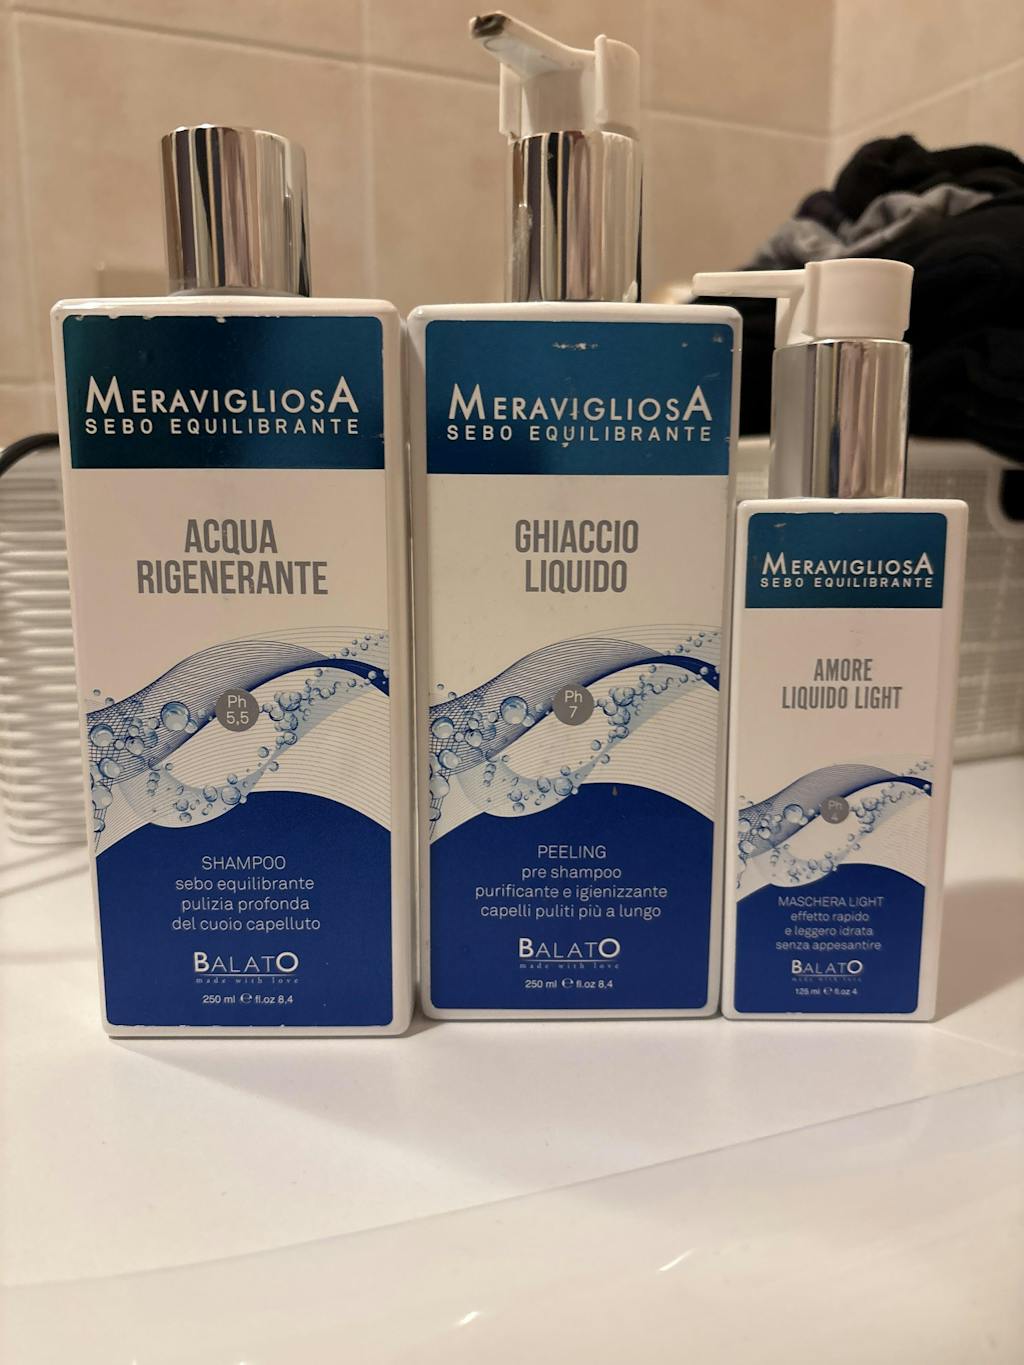 MERAVIGLIOSA
SEBO EQUILIBRANTE
ACQUA
RIGENERANTE
Ph
5,5
SHAMPOO
sebo equilibrante
pulizia profonda
del cuoio capelluto
BALATO
made with love
250 ml ℮ fl.oz 8,4
MERAVIGLIOSA
SEBO EQUILIBRANTE
GHIACCIO
LIQUIDO
Ph
7
PEELING
pre shampoo
purificante e igienizzante
capelli puliti più a lungo
BALATO
made with love
250 ml ℮ fl.oz 8,4
MERAVIGLIOSA
SEBO EQUILIBRANTE
AMORE
LIQUIDO LIGHT
Ph
4
MASCHERA LIGHT
effetto rapido
e leggero idrata
senza appesantire
BALATO
made with love
125 ml ℮ fl.oz 4